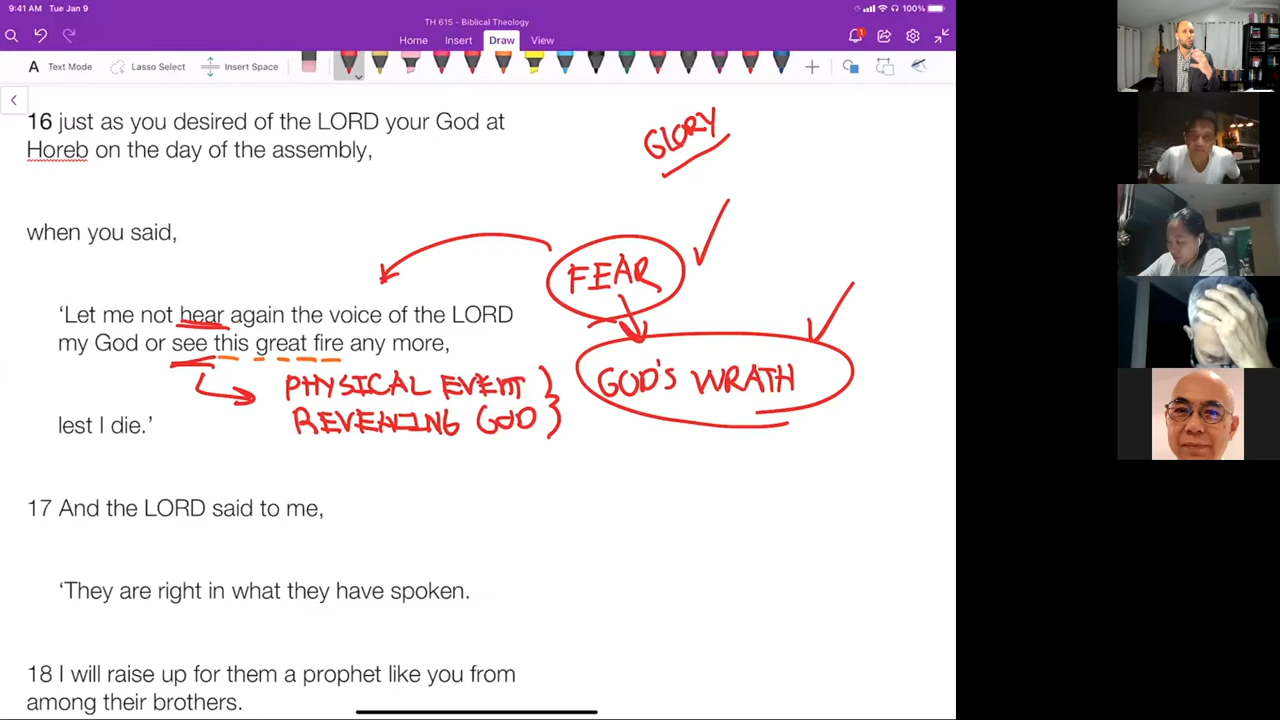 9:41 AM Tue Jan 9
100%
TH 615 - Biblical Theology
Home Insert Draw View
1
A Text Mode Lasso Select Insert Space
16 just as you desired of the LORD your God at
Horeb on the day of the assembly,
GLORY
when you said,
FEAR
‘Let me not hear again the voice of the LORD
my God or see this great fire any more,
PHYSICAL EVENT
REVEALING GOD
GOD'S WRATH
lest I die.’
17 And the LORD said to me,
‘They are right in what they have spoken.
18 I will raise up for them a prophet like you from
among their brothers.